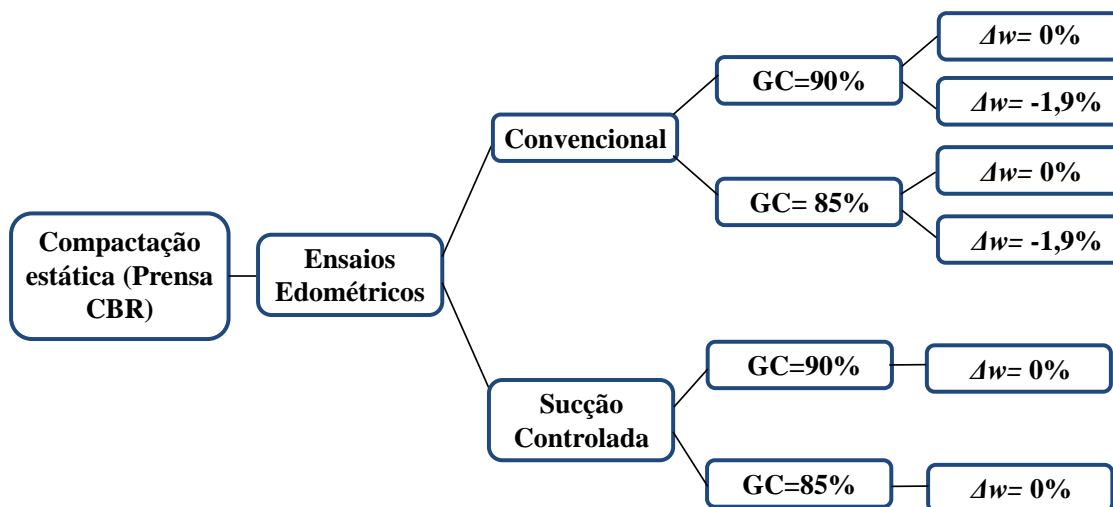 Compactação
estática (Prensa
CBR)
Ensaios
Edométricos
Convencional
GC=90%
Δw= 0%
Δw= -1,9%
GC= 85%
Δw= 0%
Δw= -1,9%
Sucção
Controlada
GC=90%
Δw= 0%
GC=85%
Δw= 0%